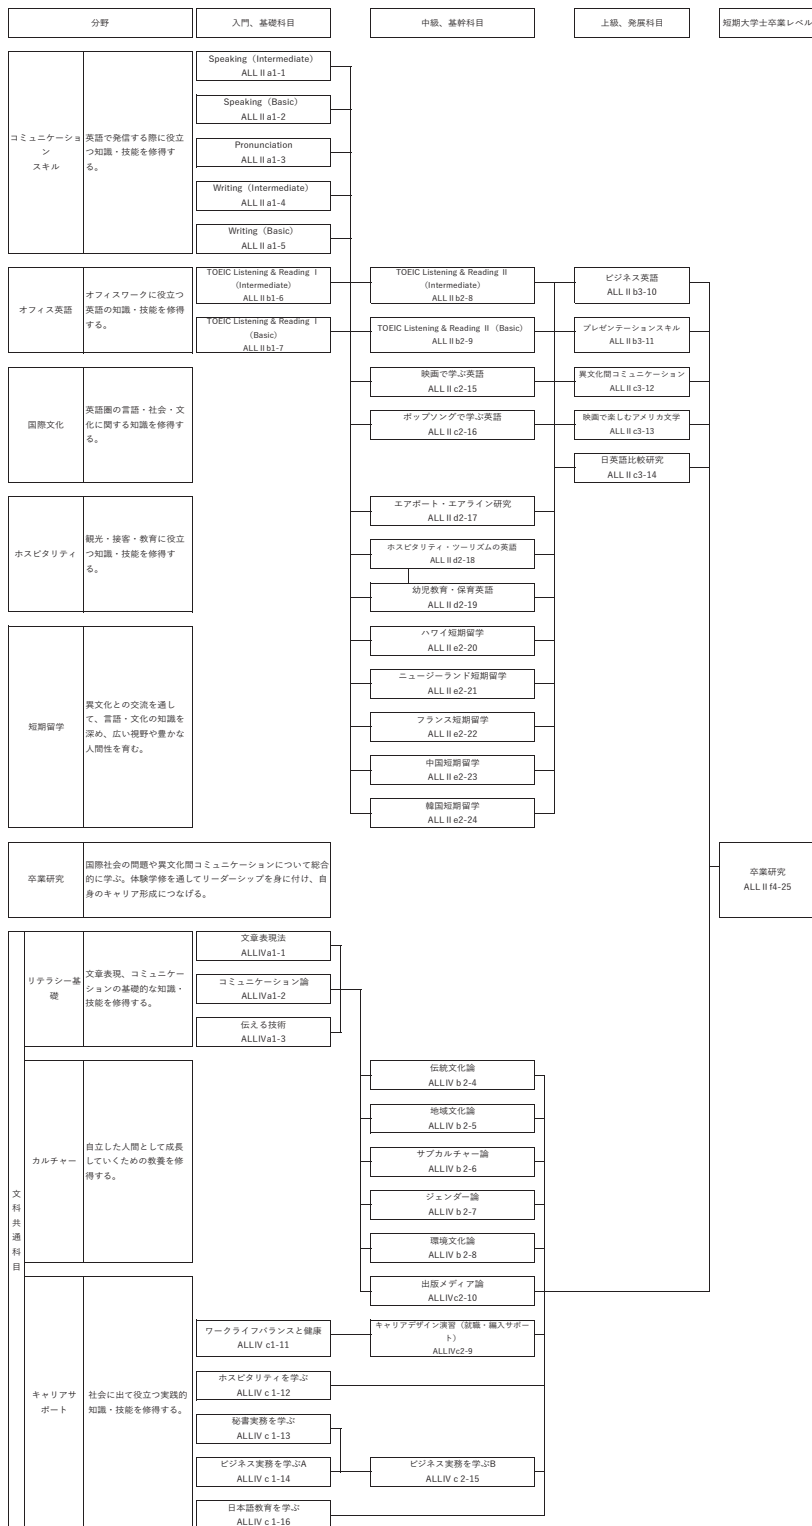 分野
入門、基礎科目
中級、基幹科目
上級、発展科目
短期大学士卒業レベル
コミュニケーショ
ン
スキル
英語で発信する際に役立
つ知識・技能を修得す
る。
Speaking (Intermediate)
ALL II a1-1
Speaking (Basic)
ALL II a1-2
Pronunciation
ALL II a1-3
Writing (Intermediate)
ALL II a1-4
Writing (Basic)
ALL II a1-5
オフィス英語
オフィスワークに役立つ
英語の知識・技能を修得
する。
TOEIC Listening & Reading Ⅰ
(Intermediate)
ALL II b1-6
TOEIC Listening & Reading Ⅱ
(Intermediate)
ALL II b2-8
ビジネス英語
ALL II b3-10
TOEIC Listening & Reading Ⅰ
(Basic)
ALL II b1-7
TOEIC Listening & Reading Ⅱ (Basic)
ALL II b2-9
プレゼンテーションスキル
ALL II b3-11
国際文化
英語圏の言語・社会・文
化に関する知識を修得す
る。
映画で学ぶ英語
ALL II c2-15
異文化間コミュニケーション
ALL II c3-12
ポップソングで学ぶ英語
ALL II c2-16
映画で楽しむアメリカ文学
ALL II c3-13
日英語比較研究
ALL II c3-14
ホスピタリティ
観光・接客・教育に役立
つ知識・技能を修得す
る。
エアポート・エアライン研究
ALL II d2-17
ホスピタリティ・ツーリズムの英語
ALL II d2-18
幼児教育・保育英語
ALL II d2-19
短期留学
異文化との交流を通し
て、言語・文化の知識を
深め、広い視野や豊かな
人間性を育む。
ハワイ短期留学
ALL II e2-20
ニュージーランド短期留学
ALL II e2-21
フランス短期留学
ALL II e2-22
中国短期留学
ALL II e2-23
韓国短期留学
ALL II e2-24
卒業研究
国際社会の問題や異文化間コミュニケーションについて総合
的に学ぶ。体験学修を通してリーダーシップを身に付け、自
身のキャリア形成につなげる。
卒業研究
ALL II f4-25
文科共通科目
リテラシー基
礎
文章表現、コミュニケー
ションの基礎的な知識・
技能を修得する。
文章表現法
ALLⅣa1-1
コミュニケーション論
ALLⅣa1-2
伝える技術
ALLⅣa1-3
カルチャー
自立した人間として成長
していくための教養を修
得する。
伝統文化論
ALLⅣ b 2-4
地域文化論
ALLⅣ b 2-5
サブカルチャー論
ALLⅣ b 2-6
ジェンダー論
ALLⅣ b 2-7
環境文化論
ALLⅣ b 2-8
キャリアサ
ポート
社会に出て役立つ実践的
知識・技能を修得する。
出版メディア論
ALLⅣc2-10
ワークライフバランスと健康
ALLⅣ c1-11
キャリアデザイン演習（就職・編入サポー
ト）
ALLⅣc2-9
ホスピタリティを学ぶ
ALLⅣ c 1-12
秘書実務を学ぶ
ALLⅣ c 1-13
ビジネス実務を学ぶA
ALLⅣ c 1-14
ビジネス実務を学ぶB
ALLⅣ c 2-15
日本語教育を学ぶ
ALLⅣ c 1-16